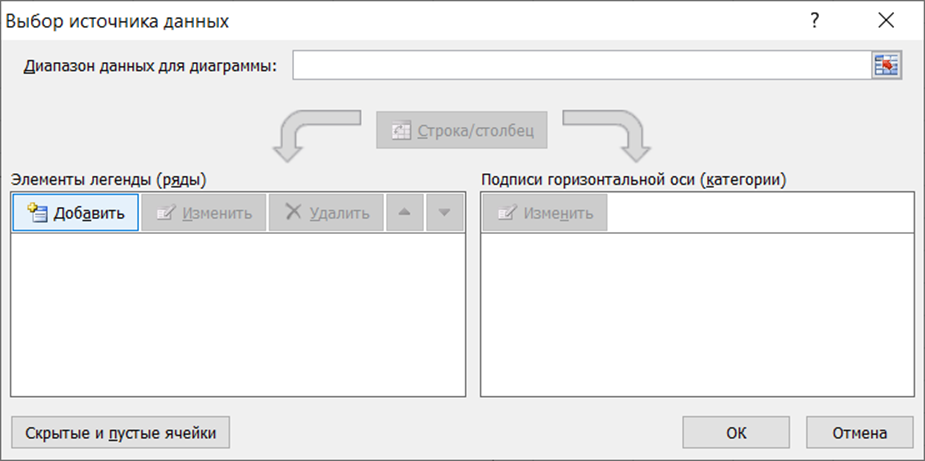 Выбор источника данных ?
Диапазон данных для диаграммы:
Строка/столбец
Элементы легенды (ряды)
Подписи горизонтальной оси (категории)
Добавить Изменить Удалить
Изменить
Скрытые и пустые ячейки
ОК Отмена